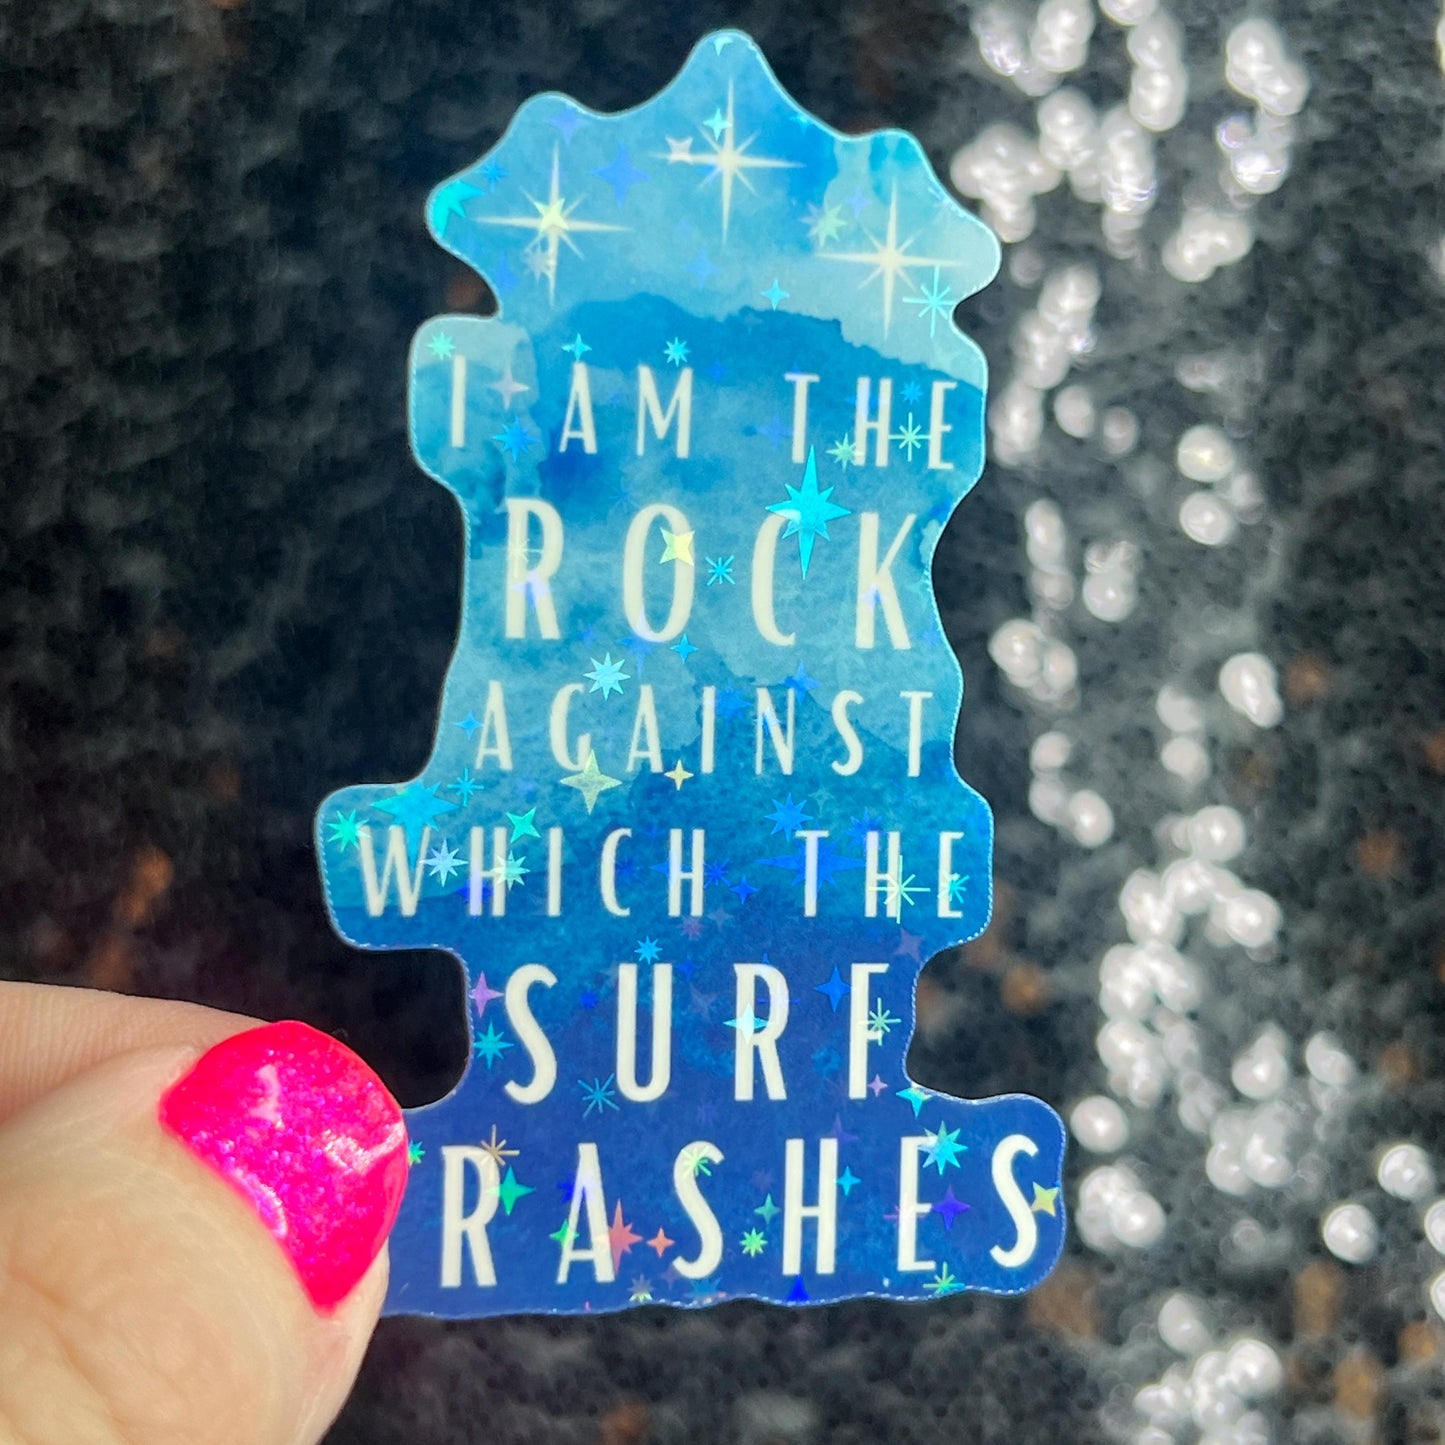 I AM THE
ROCK
AGAINST
WHICH THE
SURF
RASHES